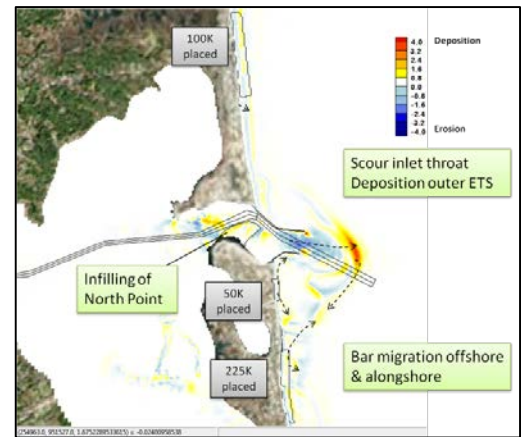 100K
placed
4.0
3.2
2.4
1.6
0.8
0.0
-0.8
-1.6
-2.4
-3.2
-4.0
Deposition
Erosion
Scour inlet throat
Deposition outer ETS
Infilling of
North Point
50K
placed
225K
placed
Bar migration offshore
& alongshore